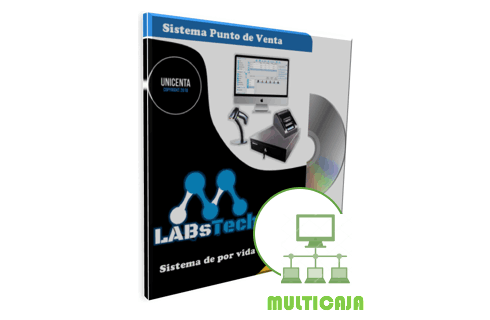 Sistema Punto de Venta
UNICENTA
LABsTech
Sistema de por vida
MULTICAJA